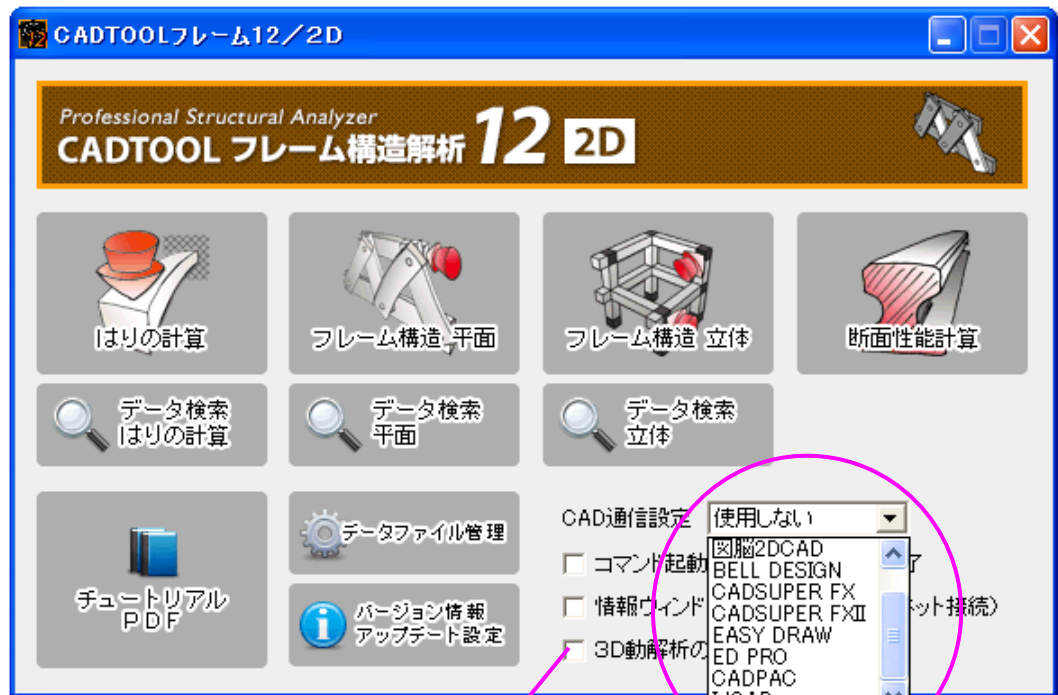 CADTOOLフレーム12/2D
Professional Structural Analyzer
CADTOOL フレーム構造解析 12 2D
はりの計算
フレーム構造 平面
フレーム構造 立体
断面性能計算
データ検索
はりの計算
データ検索
平面
データ検索
立体
チュートリアル
PDF
データファイル管理
バージョン情報
アップデート設定
CAD通信設定 使用しない
コマンド起動
情報ウィンド ット接続)
3D動解析の
図脳2DCAD
BELL DESIGN
CADSUPER FX
CADSUPER FXII
EASY DRAW
ED PRO
CADPAC